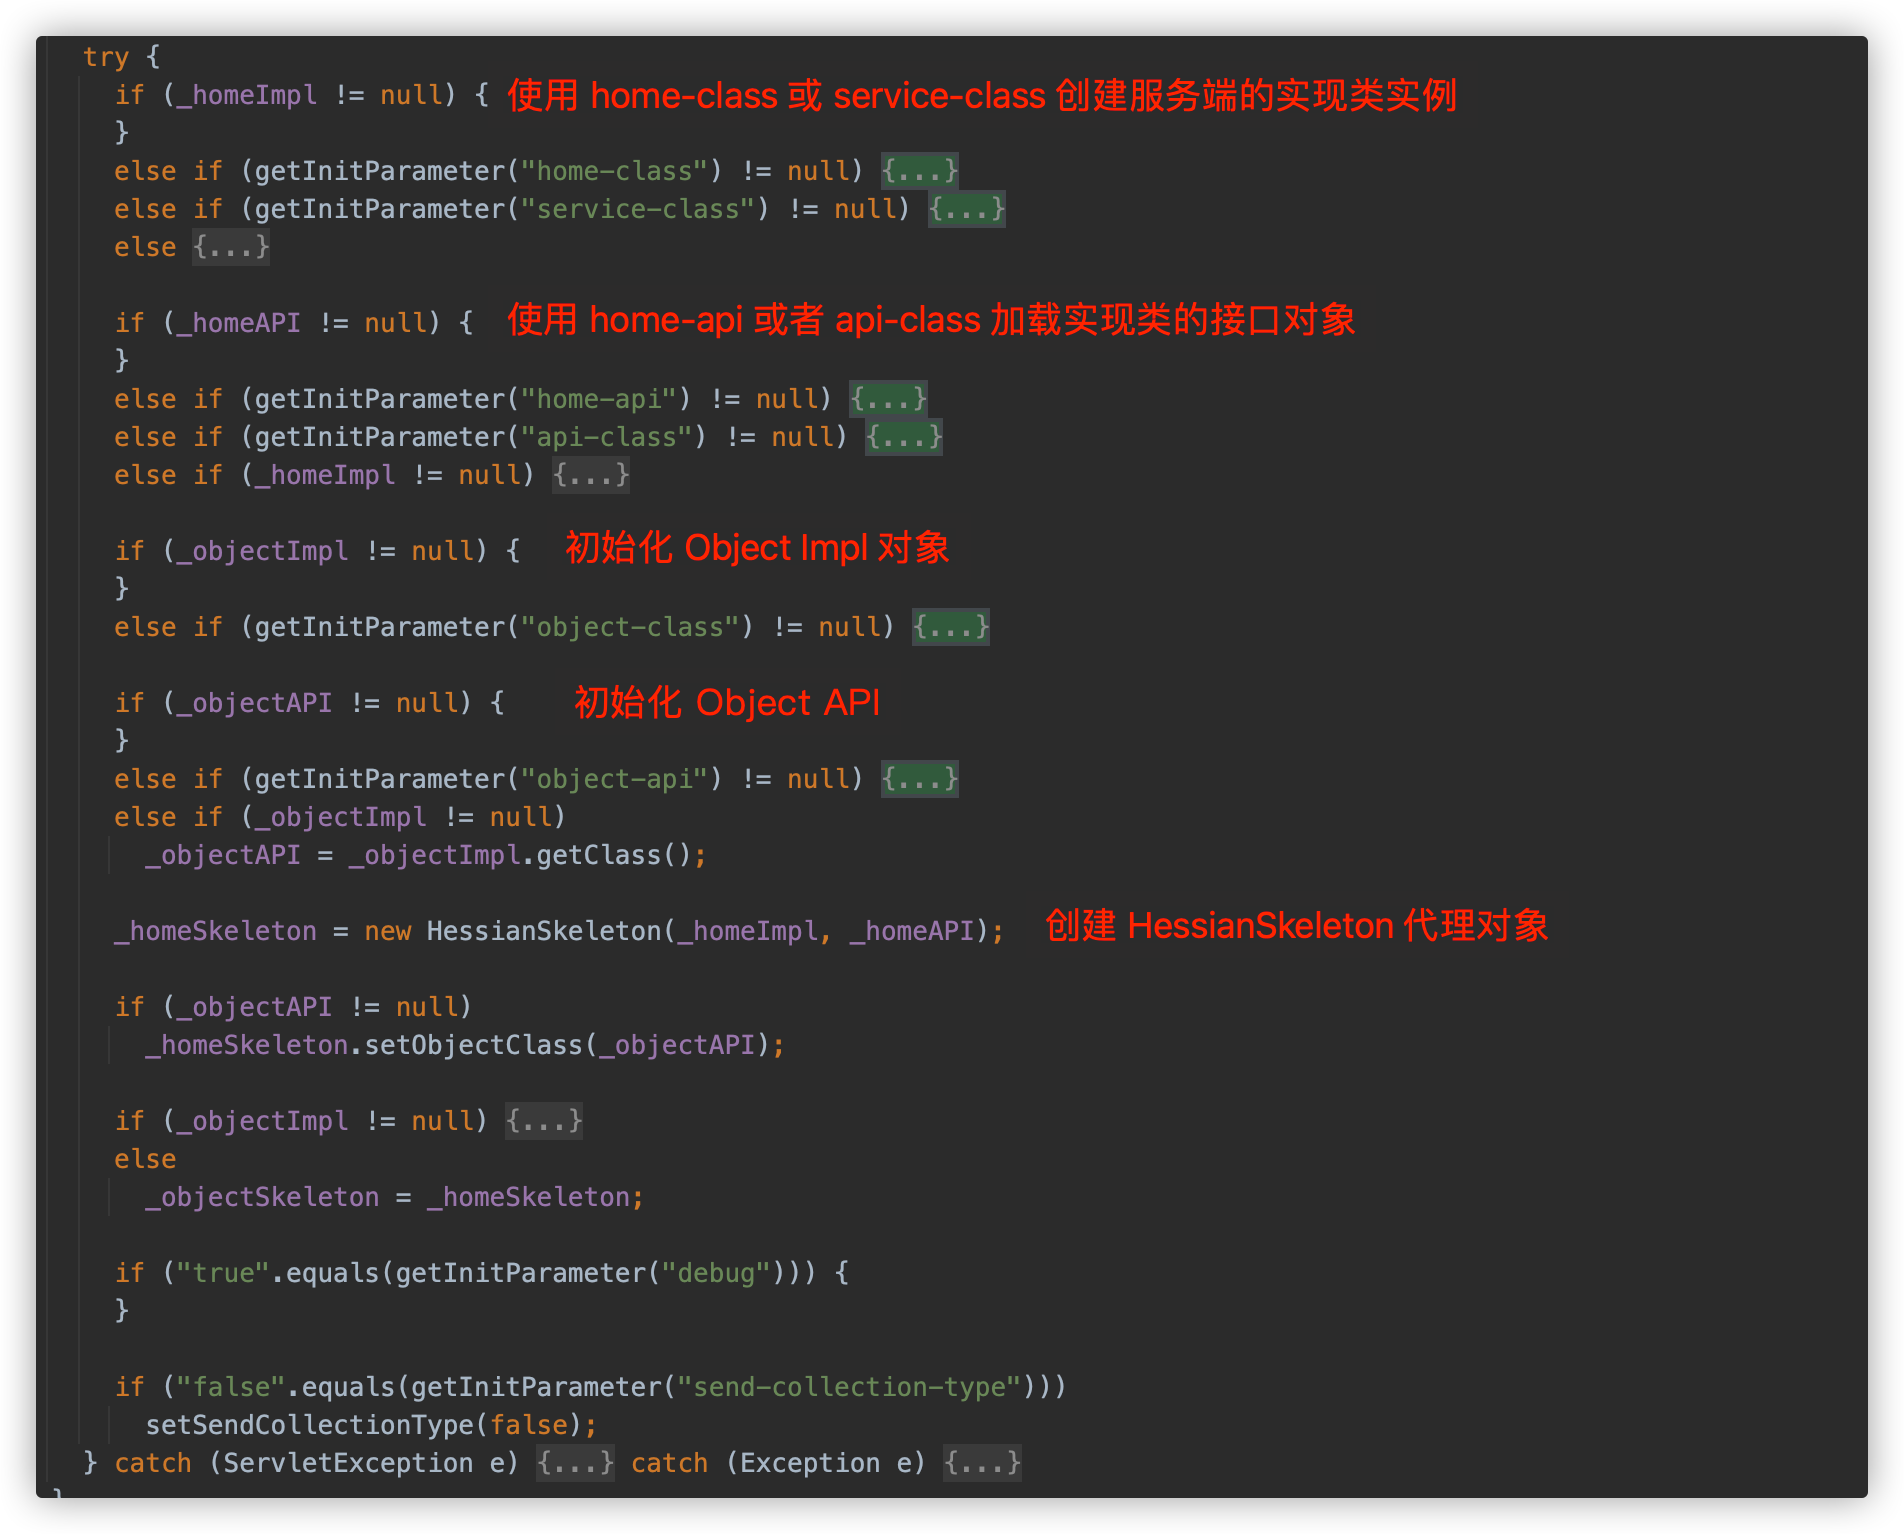 try {
if (_homeImpl != null) { 使用 home-class 或 service-class 创建服务端的实现类实例
}
else if (getInitParameter("home-class") != null) {...}
else if (getInitParameter("service-class") != null) {...}
else {...}
if (_homeAPI != null) { 使用 home-api 或者 api-class 加载实现类的接口对象
}
else if (getInitParameter("home-api") != null) {...}
else if (getInitParameter("api-class") != null) {...}
else if (_homeImpl != null) {...}
if (_objectImpl != null) { 初始化 Object Impl 对象
}
else if (getInitParameter("object-class") != null) {...}
if (_objectAPI != null) { 初始化 Object API
}
else if (getInitParameter("object-api") != null) {...}
else if (_objectImpl != null)
_objectAPI = _objectImpl.getClass();
_homeSkeleton = new HessianSkeleton(_homeImpl, _homeAPI); 创建 HessianSkeleton 代理对象
if (_objectAPI != null)
_homeSkeleton.setObjectClass(_objectAPI);
if (_objectImpl != null) {...}
else
_objectSkeleton = _homeSkeleton;
if ("true".equals(getInitParameter("debug"))) {
}
if ("false".equals(getInitParameter("send-collection-type")))
setSendCollectionType(false);
} catch (ServletException e) {...} catch (Exception e) {...}
}